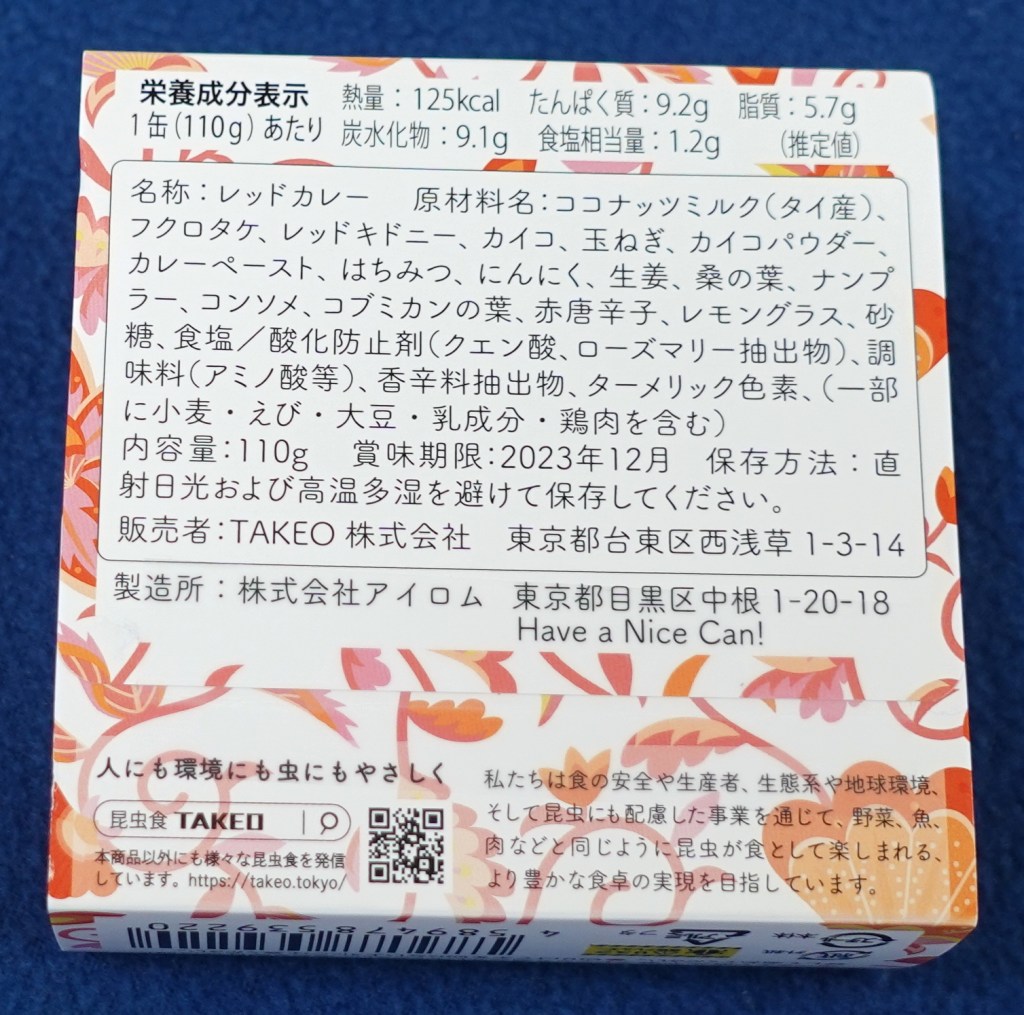 栄養成分表示 熱量：125kcal たんぱく質：9.2g 脂質：5.7g
1缶(110g)あたり 炭水化物：9.1g 食塩相当量：1.2g (推定値)
名称：レッドカレー 原材料名：ココナッツミルク(タイ産)、
フクロタケ、レッドキドニー、カイコ、玉ねぎ、カイコパウダー、
カレーペースト、はちみつ、にんにく、生姜、桑の葉、ナンプ
ラー、コンソメ、コブミカンの葉、赤唐辛子、レモングラス、砂
糖、食塩／酸化防止剤(クエン酸、ローズマリー抽出物)、調
味料(アミノ酸等)、香辛料抽出物、ターメリック色素、(一部
に小麦・えび・大豆・乳成分・鶏肉を含む)
内容量：110g 賞味期限：2023年12月 保存方法：直
射日光および高温多湿を避けて保存してください。
販売者：TAKEO 株式会社 東京都台東区西浅草 1-3-14
製造所：株式会社アイロム 東京都目黒区中根 1-20-18
Have a Nice Can!
人にも環境にも虫にもやさしく
昆虫食 TAKEO
本商品以外にも様々な昆虫食を発信
しています。https://takeo.tokyo/
私たちは食の安全や生産者、生態系や地球環境、
そして昆虫にも配慮した事業を通じて、野菜、魚、
肉などと同じように昆虫が食として楽しまれる、
より豊かな食卓の実現を目指しています。
4589478539220
アルミ フタ
スチール 本体